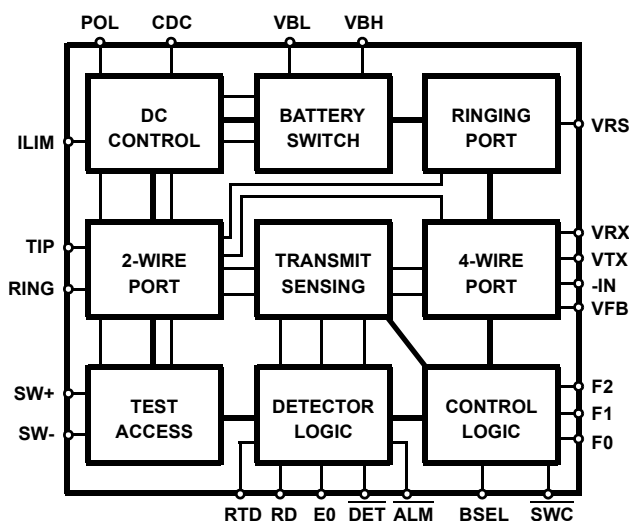 POL CDC VBL VBH
DC CONTROL
BATTERY SWITCH
RINGING PORT
ILIM
VRS
2-WIRE PORT
TRANSMIT SENSING
4-WIRE PORT
TIP
RING
VRX
VTX
-IN
VFB
TEST ACCESS
DETECTOR LOGIC
CONTROL LOGIC
SW+
SW-
F2
F1
F0
RTD RD E0 DET ALM BSEL SWC